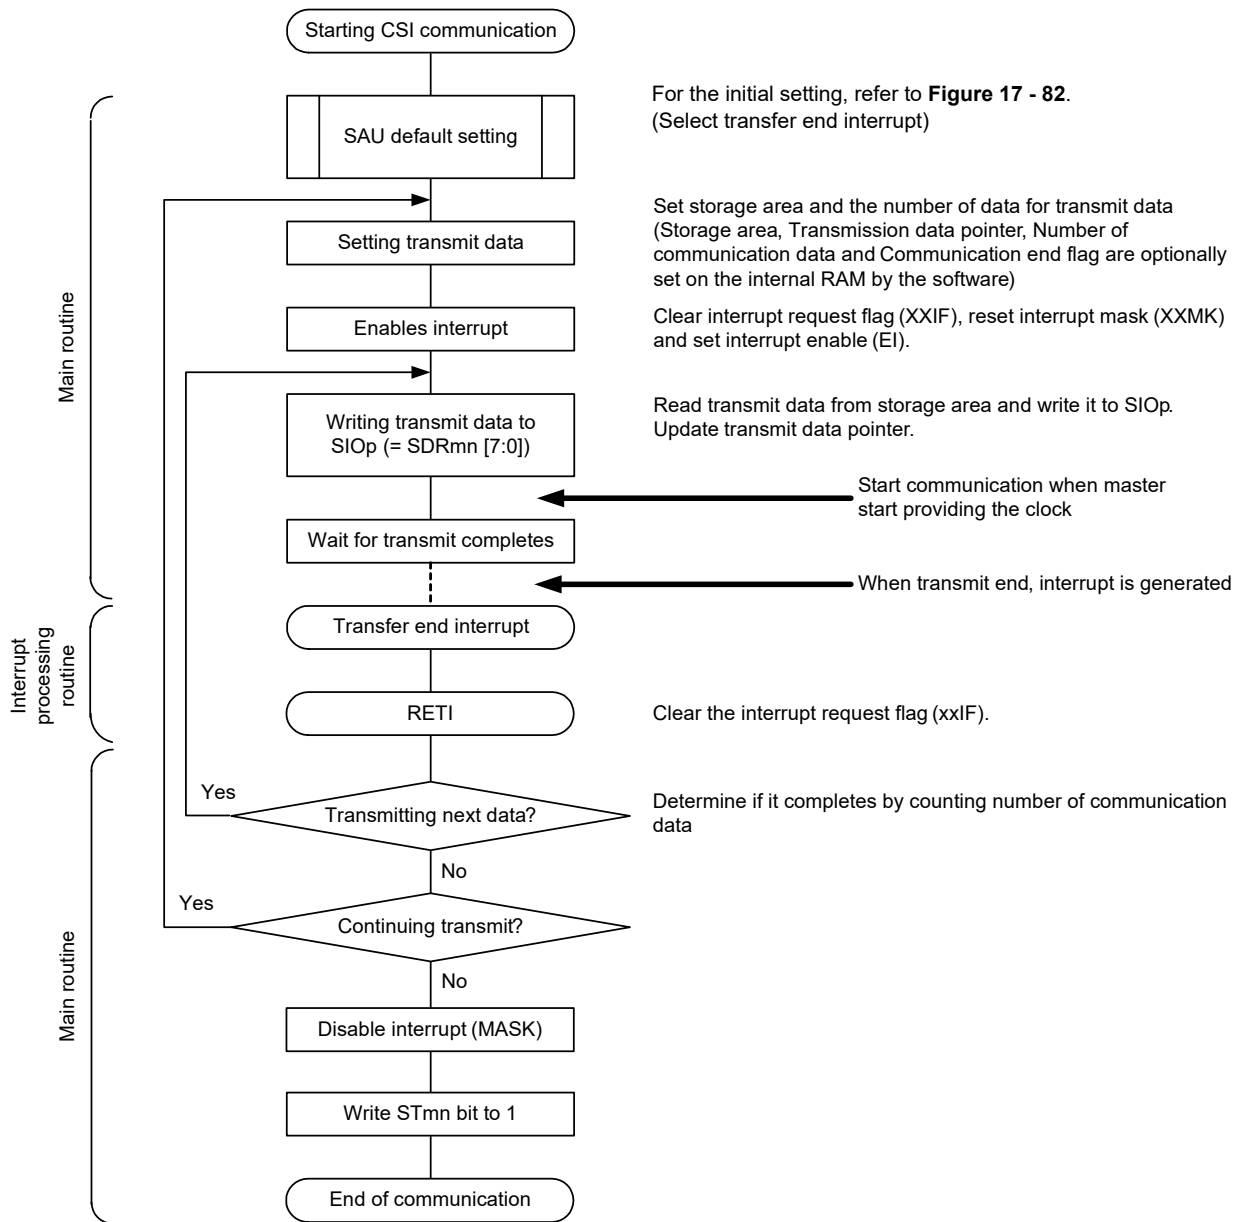 Starting CSI communication
For the initial setting, refer to Figure 17 - 82.
(Select transfer end interrupt)
SAU default setting
Set storage area and the number of data for transmit data
(Storage area, Transmission data pointer, Number of
communication data and Communication end flag are optionally
set on the internal RAM by the software)
Setting transmit data
Main routine
Enables interrupt
Clear interrupt request flag (XXIF), reset interrupt mask (XXMK)
and set interrupt enable (EI).
Writing transmit data to
SIOp (= SDRmn [7:0])
Read transmit data from storage area and write it to SIOp.
Update transmit data pointer.
Start communication when master
start providing the clock
Wait for transmit completes
When transmit end, interrupt is generated
Transfer end interrupt
Interrupt
processing
routine
RETI
Clear the interrupt request flag (xxIF).
Yes
Transmitting next data?
Determine if it completes by counting number of communication
data
No
Yes
Continuing transmit?
No
Main routine
Disable interrupt (MASK)
Write STmn bit to 1
End of communication